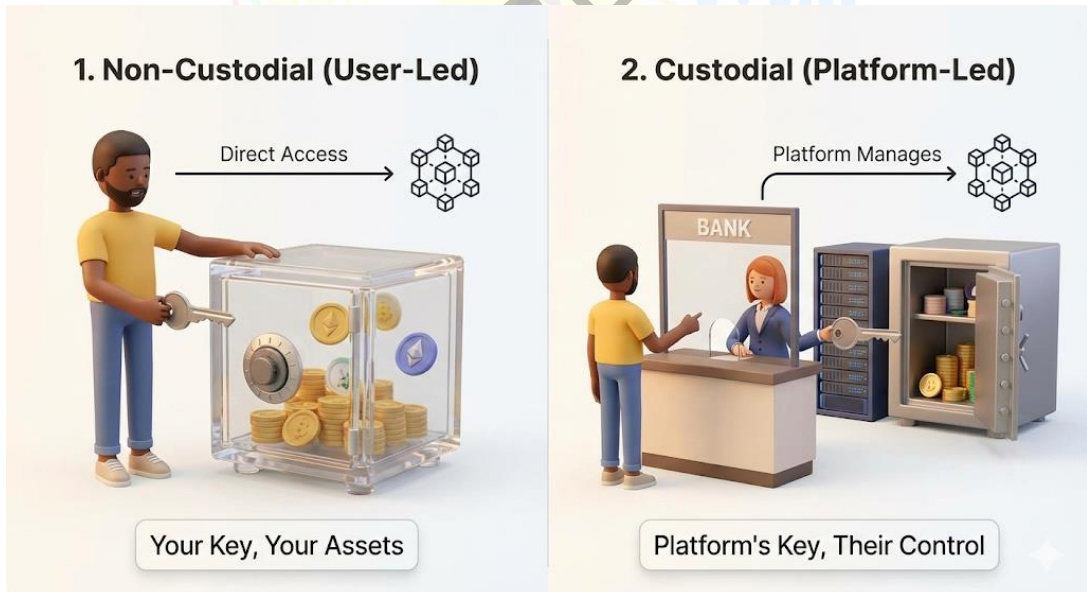 1. Non-Custodial (User-Led)
Direct Access
Your Key, Your Assets
2. Custodial (Platform-Led)
Platform Manages
BANK
Platform's Key, Their Control